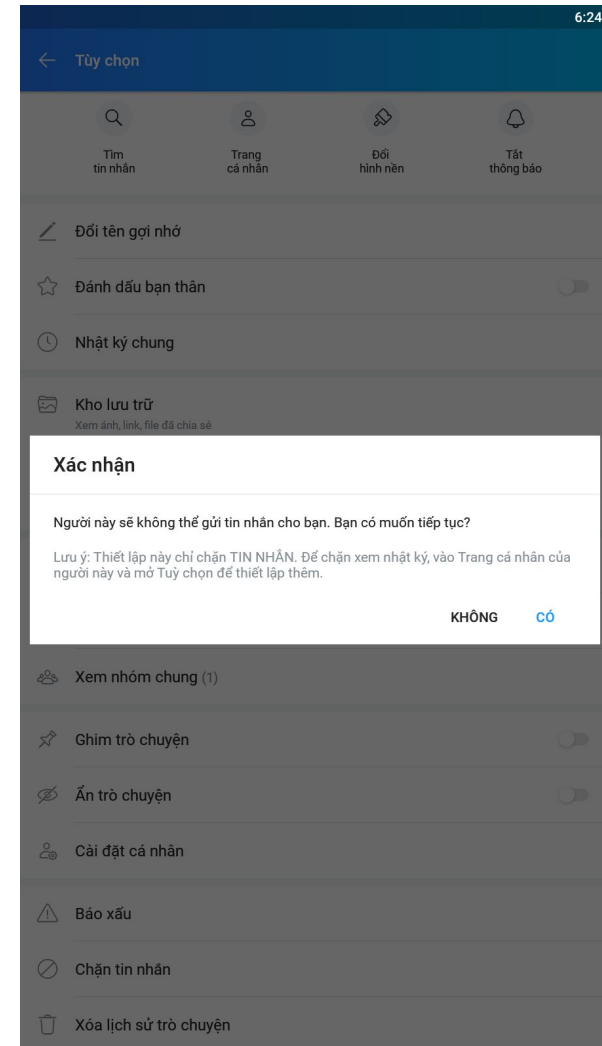 6:24
Tùy chọn
Tìm
tin nhắn
Trang
cá nhân
Đổi
hình nền
Tắt
thông báo
Đổi tên gợi nhớ
Đánh dấu bạn thân
Nhật ký chung
Kho lưu trữ
Xem ảnh, link, file đã chia sẻ
Xác nhận
Người này sẽ không thể gửi tin nhắn cho bạn. Bạn có muốn tiếp tục?
Lưu ý: Thiết lập này chỉ chặn TIN NHẮN. Để chặn xem nhật ký, vào Trang cá nhân của
người này và mở Tuỳ chọn để thiết lập thêm.
KHÔNG CÓ
Xem nhóm chung (1)
Ghim trò chuyện
Ẩn trò chuyện
Cài đặt cá nhân
Báo xấu
Chặn tin nhắn
Xóa lịch sử trò chuyện